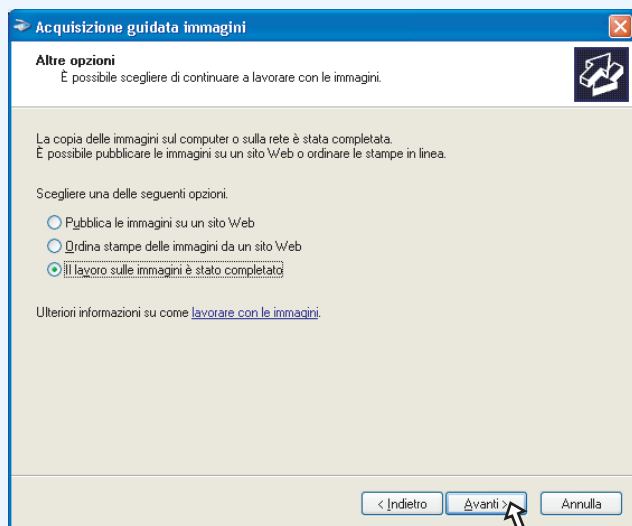 Acquisizione guidata immagini
Altre opzioni
È possibile scegliere di continuare a lavorare con le immagini.
La copia delle immagini sul computer o sulla rete è stata completata.
È possibile pubblicare le immagini su un sito Web o ordinare le stampe in linea.
Scegliere una delle seguenti opzioni.
Pubblica le immagini su un sito Web
Ordina stampe delle immagini da un sito Web
Il lavoro sulle immagini è stato completato
Ulteriori informazioni su come lavorare con le immagini.
< Indietro Avanti > Annulla